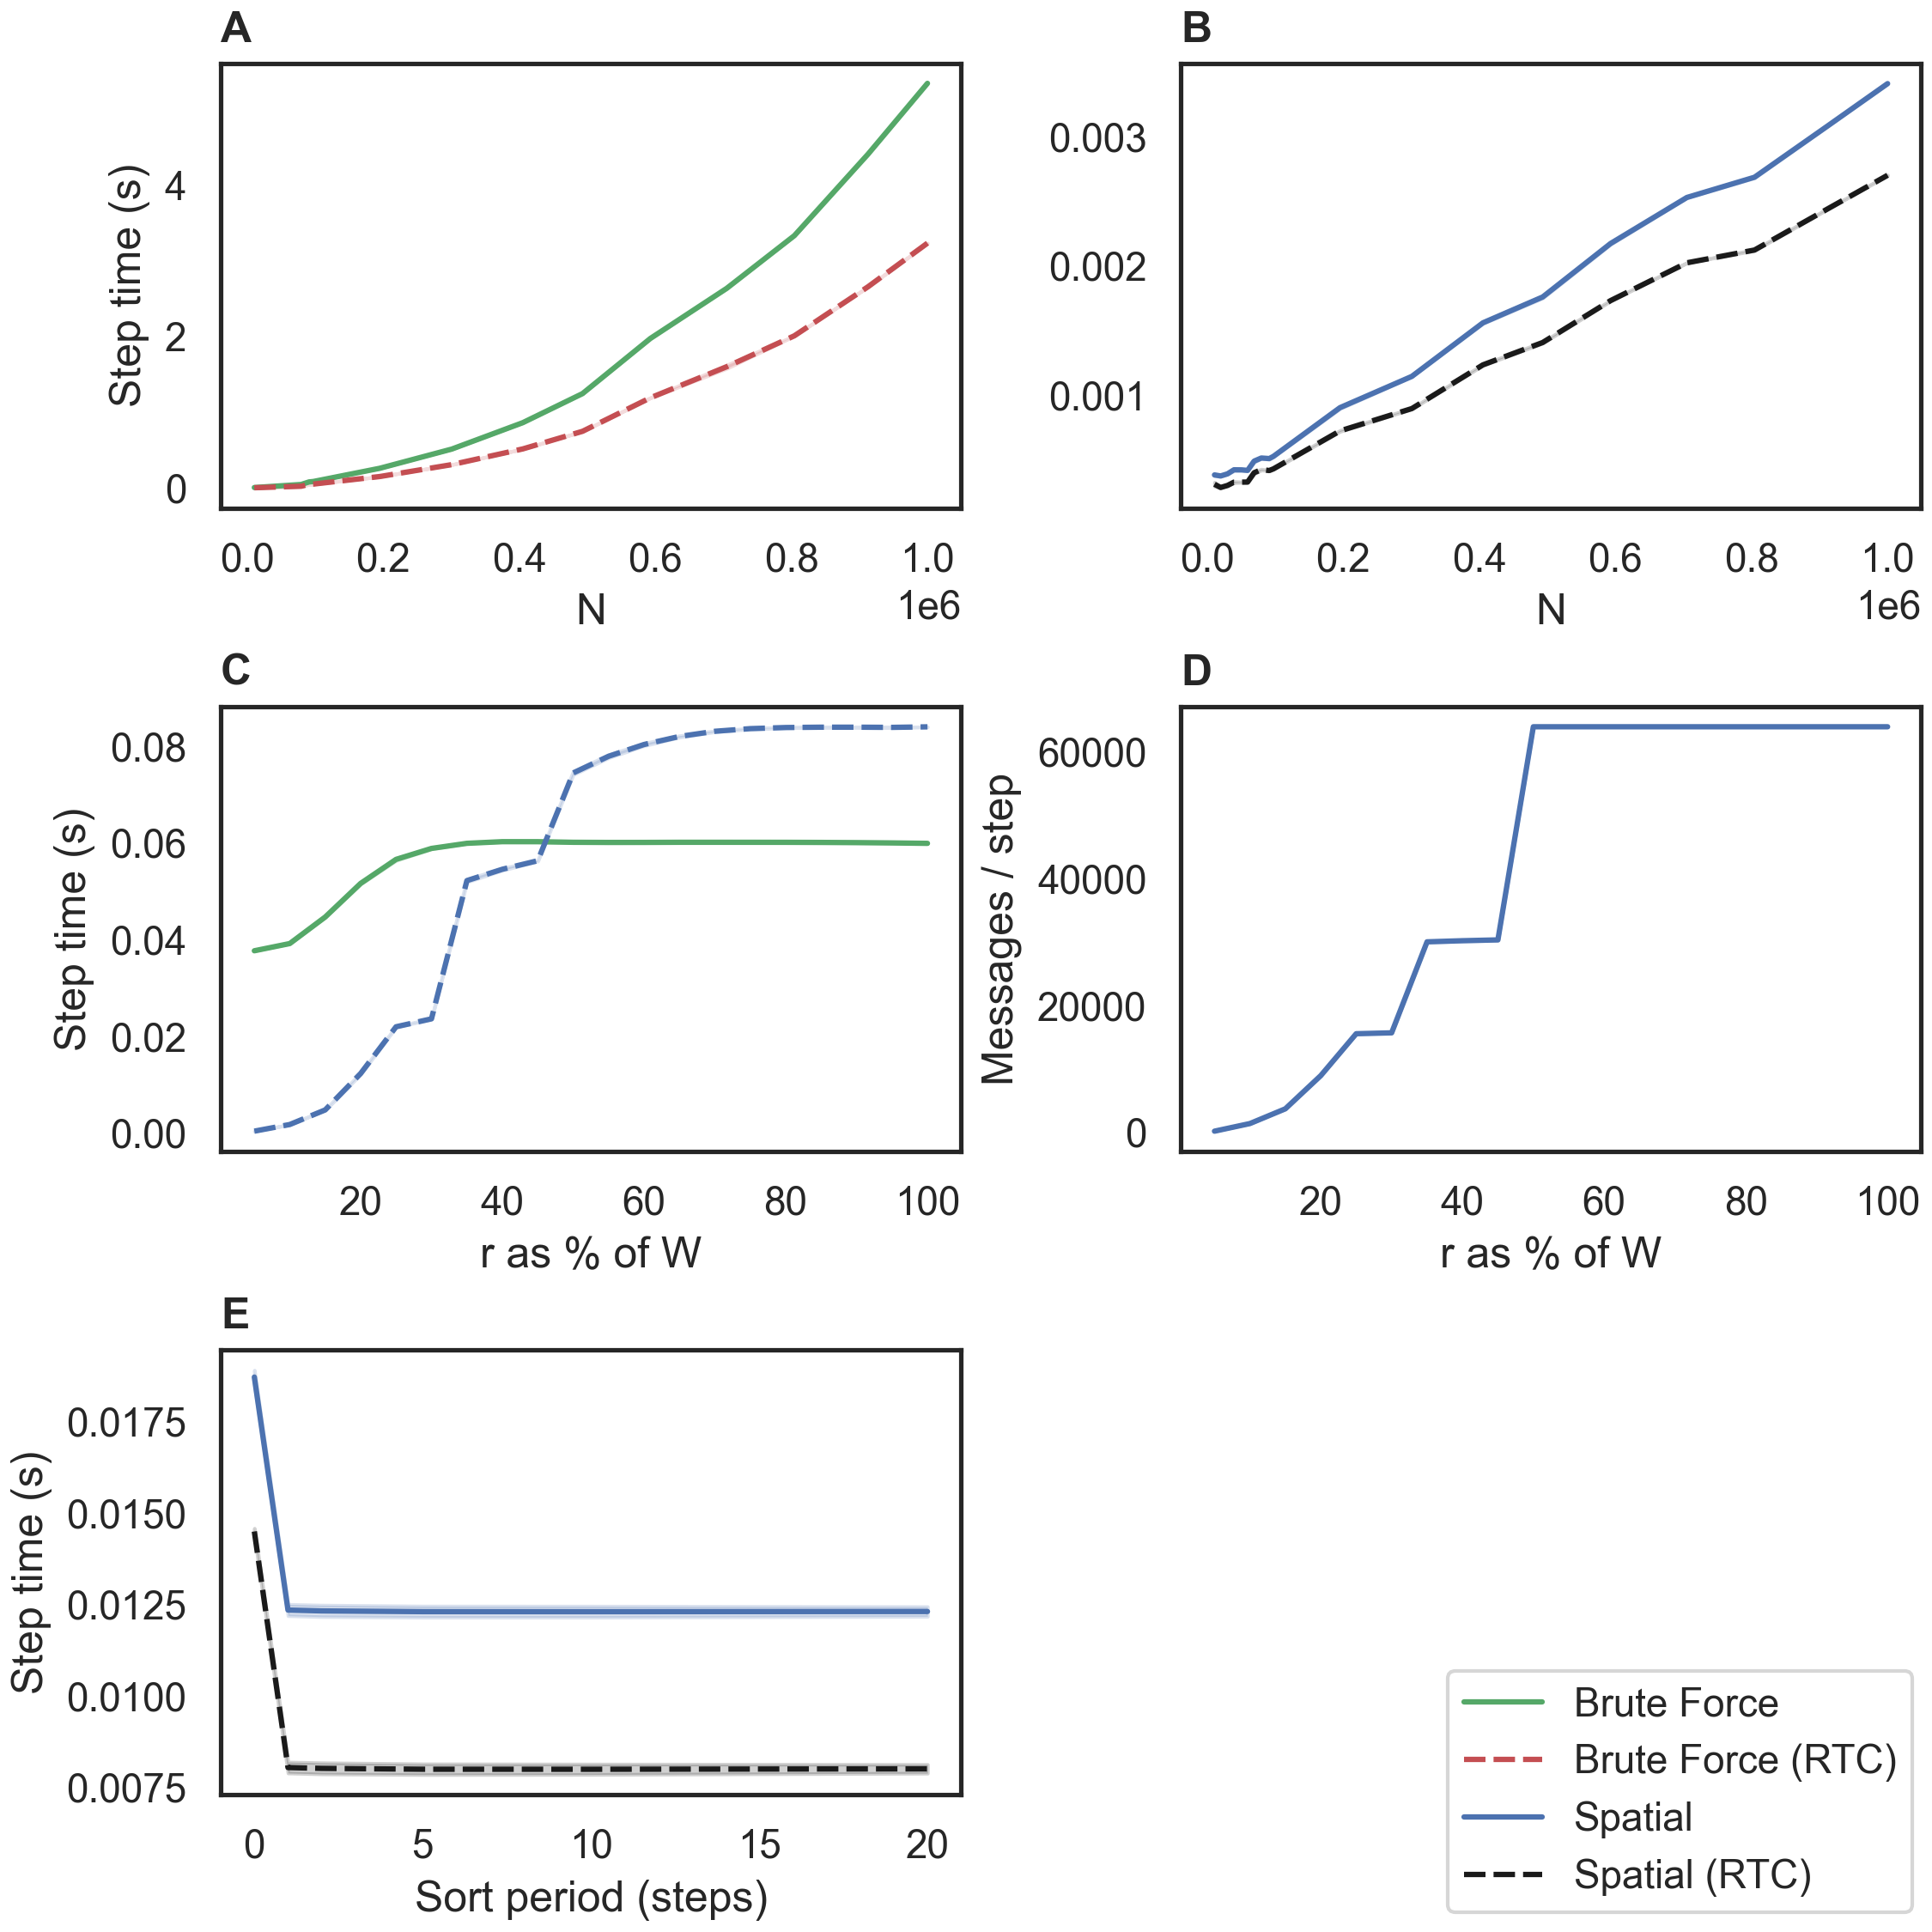 A
Step time (s)
4
2
0
0.0 0.2 0.4 0.6 0.8 1.0
1e6
N
B
0.003
0.002
0.001
0.0 0.2 0.4 0.6 0.8 1.0
1e6
N
C
Step time (s)
0.08
0.06
0.04
0.02
0.00
20 40 60 80 100
r as % of W
D
Messages / step
60000
40000
20000
0
20 40 60 80 100
r as % of W
E
Step time (s)
0.0175
0.0150
0.0125
0.0100
0.0075
0 5 10 15 20
Sort period (steps)
Brute Force
Brute Force (RTC)
Spatial
Spatial (RTC)